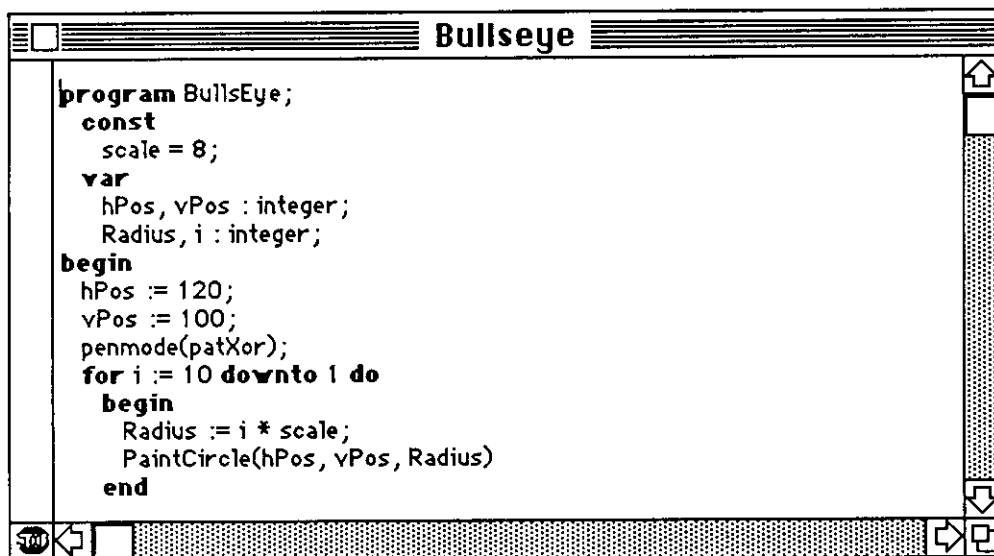 Bullseye
program BullsEye;
const
scale = 8;
var
hPos, vPos : integer;
Radius, i : integer;
begin
hPos := 120;
vPos := 100;
penmode(patXor);
for i := 10 downto 1 do
begin
Radius := i * scale;
PaintCircle(hPos, vPos, Radius)
end